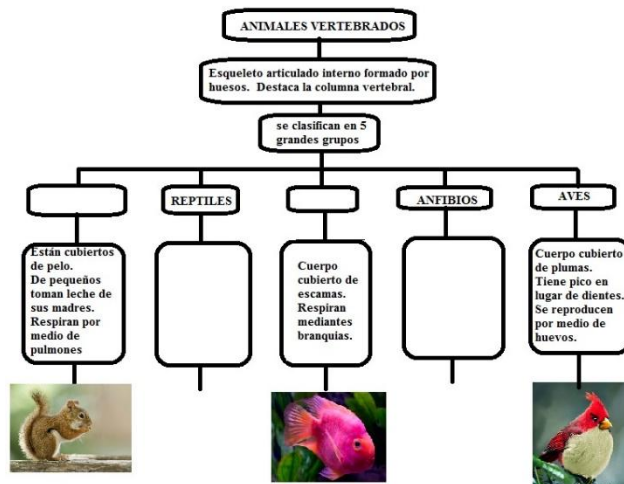 ANIMALES VERTEBRADOS
Esqueleto articulado interno formado por
huesos. Destaca la columna vertebral.
se clasifican en 5
grandes grupos
REPTILES
ANFIBIOS
AVES
Están cubiertos
de pelo.
De pequeños
toman leche de
sus madres.
Respiran por
medio de
pulmones
Cuerpo
cubierto de
escamas.
Respiran
mediantes
branquias.
Cuerpo cubierto
de plumas.
Tiene pico en
lugar de dientes.
Se reproducen
por medio de
huevos.